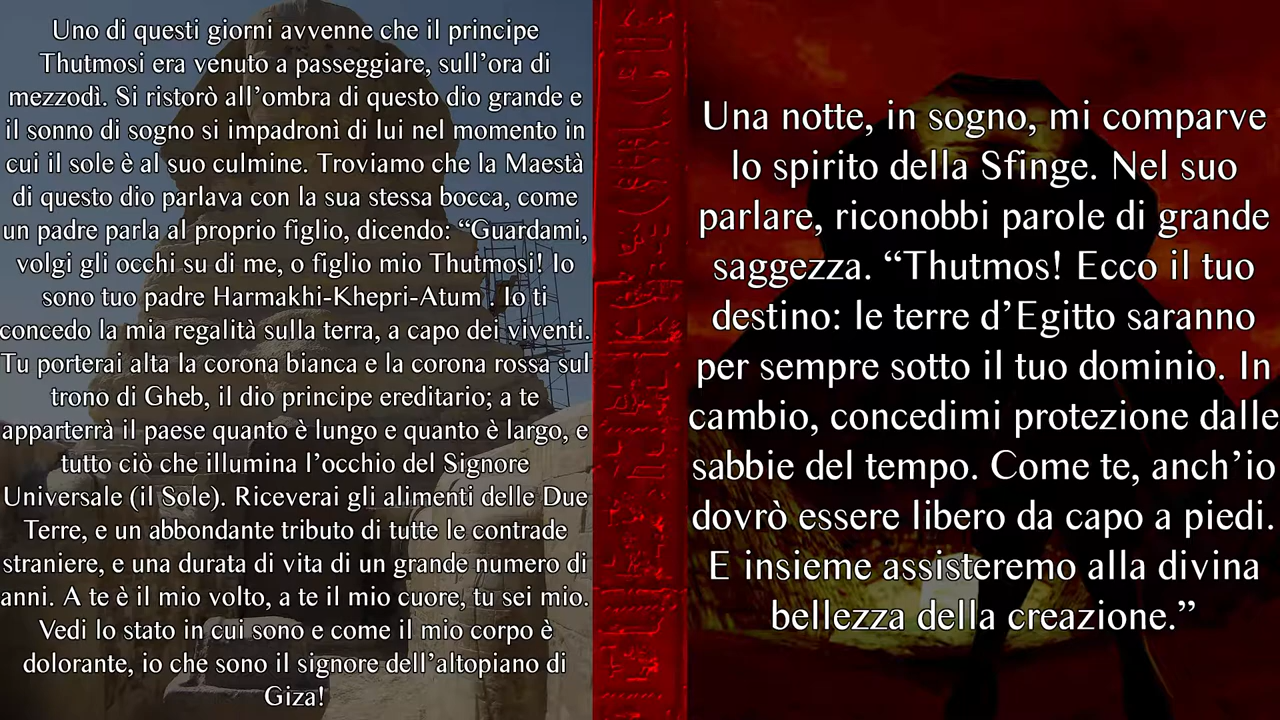 Uno di questi giorni avvenne che il principe
Thutmosi era venuto a passeggiare, sull’ora di
mezzodì. Si ristorò all’ombra di questo dio grande e
il sonno di sogno si impadronì di lui nel momento in
cui il sole è al suo culmine. Troviamo che la Maestà
di questo dio parlava con la sua stessa bocca, come
un padre parla al proprio figlio, dicendo: “Guardami,
volgi gli occhi su di me, o figlio mio Thutmosi! Io
sono tuo padre Harmakhi-Khepri-Atum . Io ti
concedo la mia regalità sulla terra, a capo dei viventi.
Tu porterai alta la corona bianca e la corona rossa sul
trono di Gheb, il dio principe ereditario; a te
apparterrà il paese quanto è lungo e quanto è largo, e
tutto ciò che illumina l’occhio del Signore
Universale (il Sole). Riceverai gli alimenti delle Due
Terre, e un abbondante tributo di tutte le contrade
straniere, e una durata di vita di un grande numero di
anni. A te è il mio volto, a te il mio cuore, tu sei mio.
Vedi lo stato in cui sono e come il mio corpo è
dolorante, io che sono il signore dell’altopiano di
Giza!
Una notte, in sogno, mi comparve
lo spirito della Sfinge. Nel suo
parlare, riconobbi parole di grande
saggezza. “Thutmos! Ecco il tuo
destino: le terre d’Egitto saranno
per sempre sotto il tuo dominio. In
cambio, concedimi protezione dalle
sabbie del tempo. Come te, anch’io
dovrò essere libero da capo a piedi.
E insieme assisteremo alla divina
bellezza della creazione.”